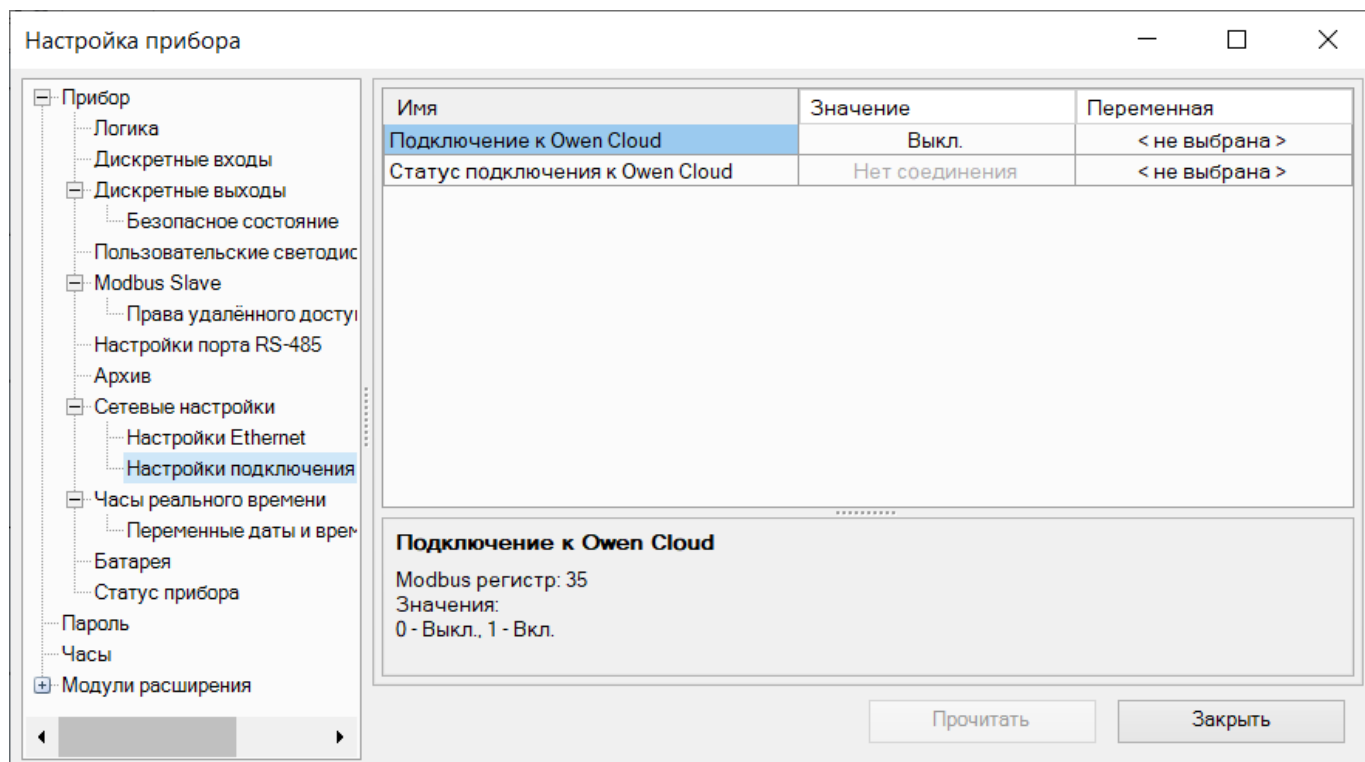 Настройка прибора
Прибор
Логика
Дискретные входы
Дискретные выходы
Безопасное состояние
Пользовательские светодис
Modbus Slave
Права удалённого досту
Настройки порта RS-485
Архив
Сетевые настройки
Настройки Ethernet
Настройки подключения
Часы реального времени
Переменные даты и врем
Батарея
Статус прибора
Пароль
Часы
Модули расширения
Имя Значение Переменная
Подключение к Owen Cloud Выкл. < не выбрана >
Статус подключения к Owen Cloud Нет соединения < не выбрана >
Подключение к Owen Cloud
Modbus регистр: 35
Значения:
0 - Выкл., 1 - Вкл.
Прочитать Закрыть